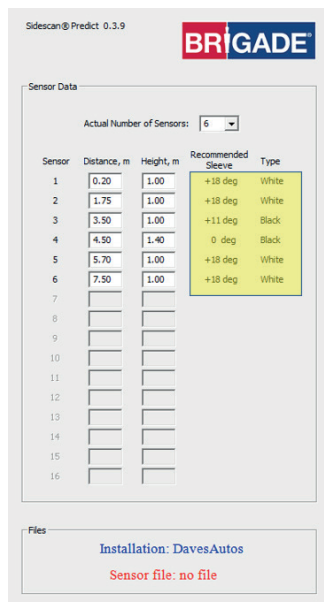 Sidescan® Predict 0.3.9
BRIGADE®
Sensor Data
Actual Number of Sensors: 6
Sensor Distance, m Height, m Recommended Sleeve Type
1 0.20 1.00 +18 deg White
2 1.75 1.00 +18 deg White
3 3.50 1.00 +11 deg Black
4 4.50 1.40 0 deg Black
5 5.70 1.00 +18 deg White
6 7.50 1.00 +18 deg White
7
8
9
10
11
12
13
14
15
16
Files
Installation: DavesAutos
Sensor file: no file